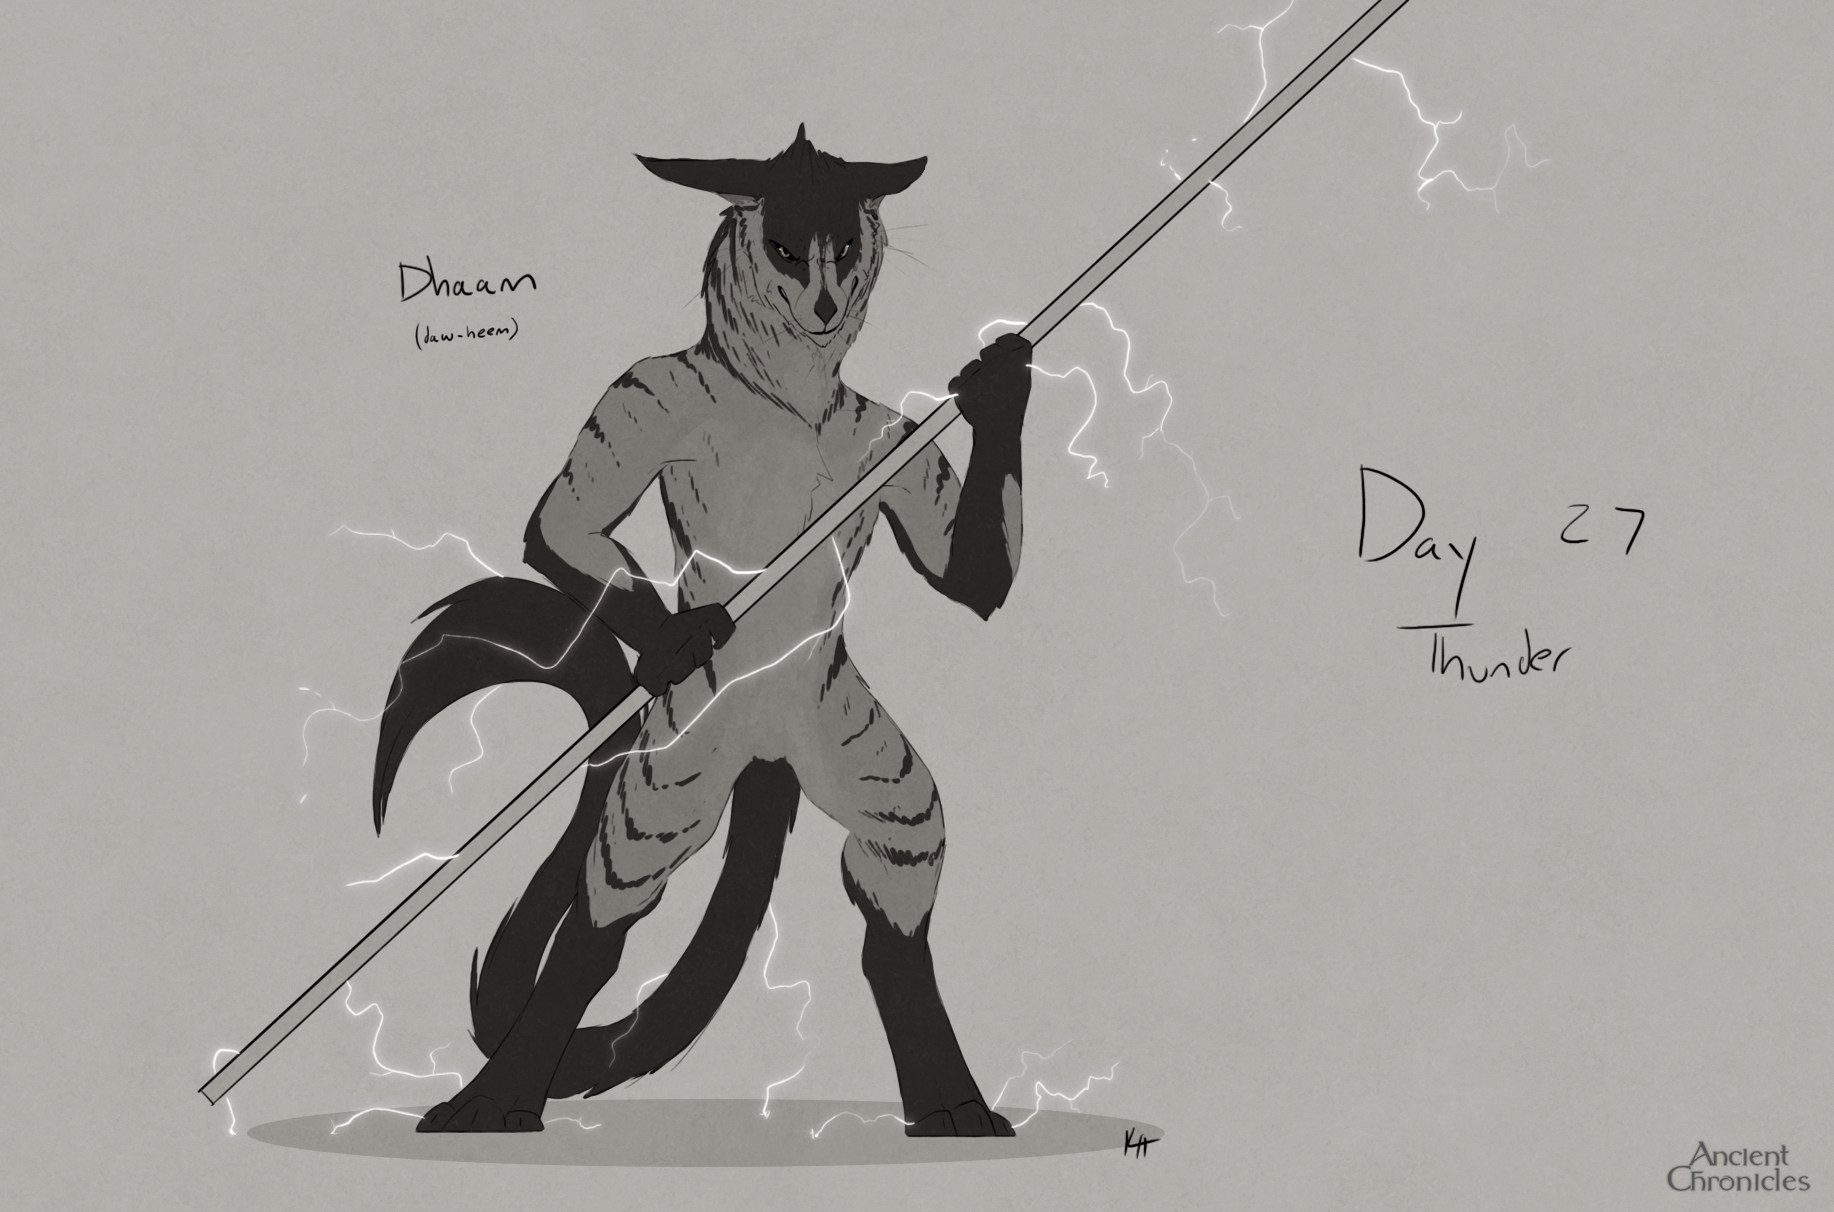 Dhaam
(daw-heem)
Day 27
Thunder
KH
Ancient
Chronicles